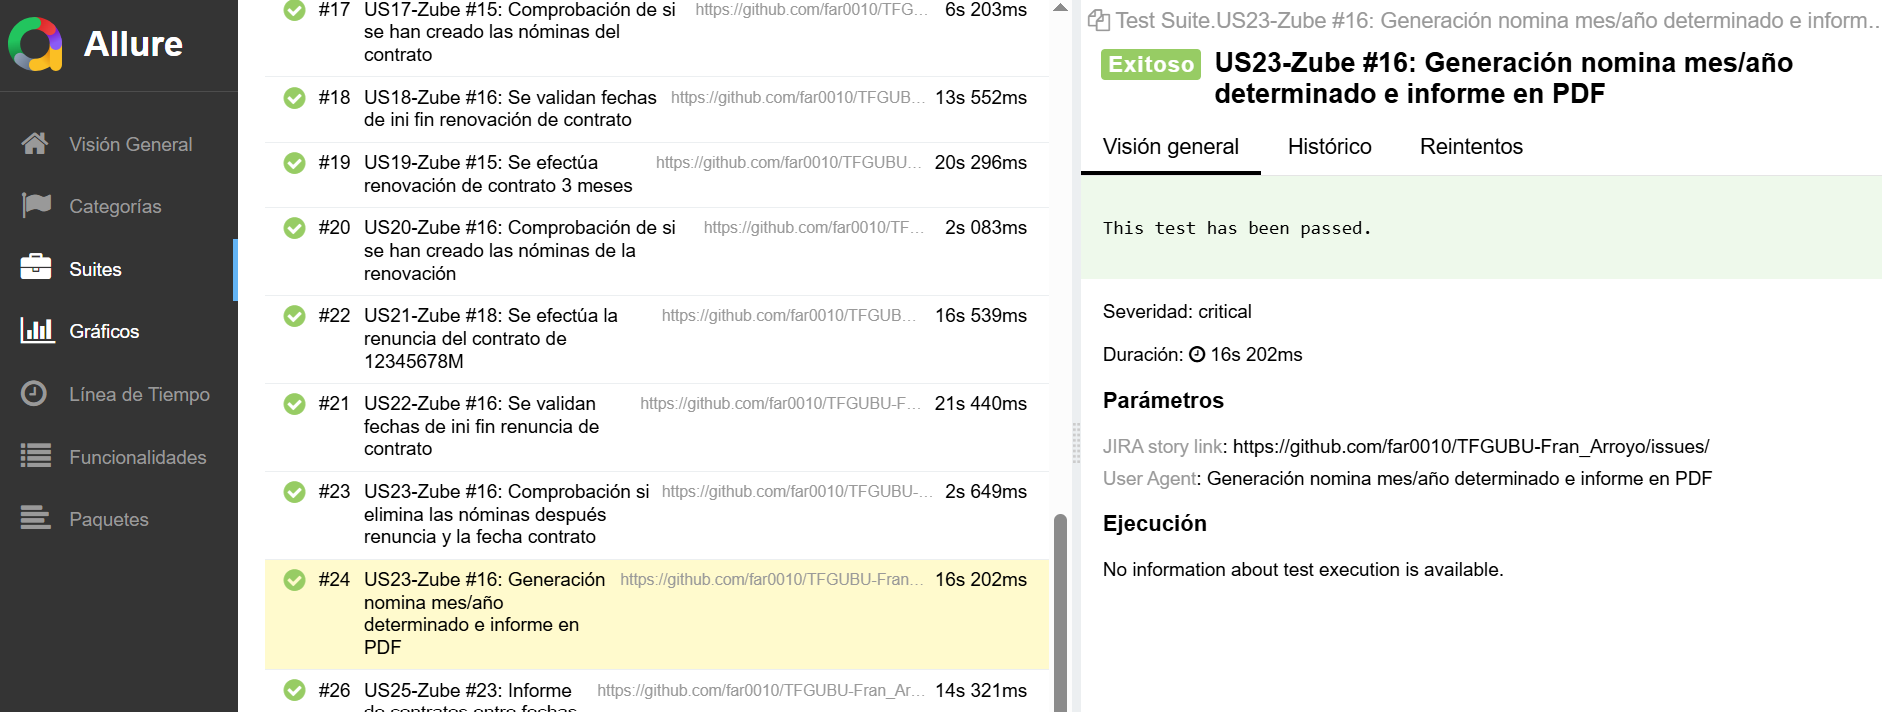 Allure
Visión General
Categorías
Suites
Gráficos
Línea de Tiempo
Funcionalidades
Paquetes
#17 US17-Zube #15: Comprobación de si https://github.com/far0010/TFG... 6s 203ms
se han creado las nóminas del
contrato
#18 US18-Zube #16: Se validan fechas https://github.com/far0010/TFGUB... 13s 552ms
de ini fin renovación de contrato
#19 US19-Zube #15: Se efectúa https://github.com/far0010/TFGUBU... 20s 296ms
renovación de contrato 3 meses
#20 US20-Zube #16: Comprobación de si https://github.com/far0010/TF... 2s 083ms
se han creado las nóminas de la
renovación
#22 US21-Zube #18: Se efectúa la https://github.com/far0010/TFGUB... 16s 539ms
renuncia del contrato de
12345678M
#21 US22-Zube #16: Se validan https://github.com/far0010/TFGUBU-F... 21s 440ms
fechas de ini fin renuncia de
contrato
#23 US23-Zube #16: Comprobación si https://github.com/far0010/TFGUBU-... 2s 649ms
elimina las nóminas después
renuncia y la fecha contrato
#24 US23-Zube #16: Generación https://github.com/far0010/TFGUBU-Fran... 16s 202ms
nomina mes/año
determinado e informe en
PDF
#26 US25-Zube #23: Informe https://github.com/far0010/TFGUBU-Fran_Ar... 14s 321ms
de contratos entre fechas
Test Suite.US23-Zube #16: Generación nomina mes/año determinado e inform...
Exitoso US23-Zube #16: Generación nomina mes/año
determinado e informe en PDF
Visión general Histórico Reintentos
This test has been passed.
Severidad: critical
Duración: 16s 202ms
Parámetros
JIRA story link: https://github.com/far0010/TFGUBU-Fran_Arroyo/issues/
User Agent: Generación nomina mes/año determinado e informe en PDF
Ejecución
No information about test execution is available.